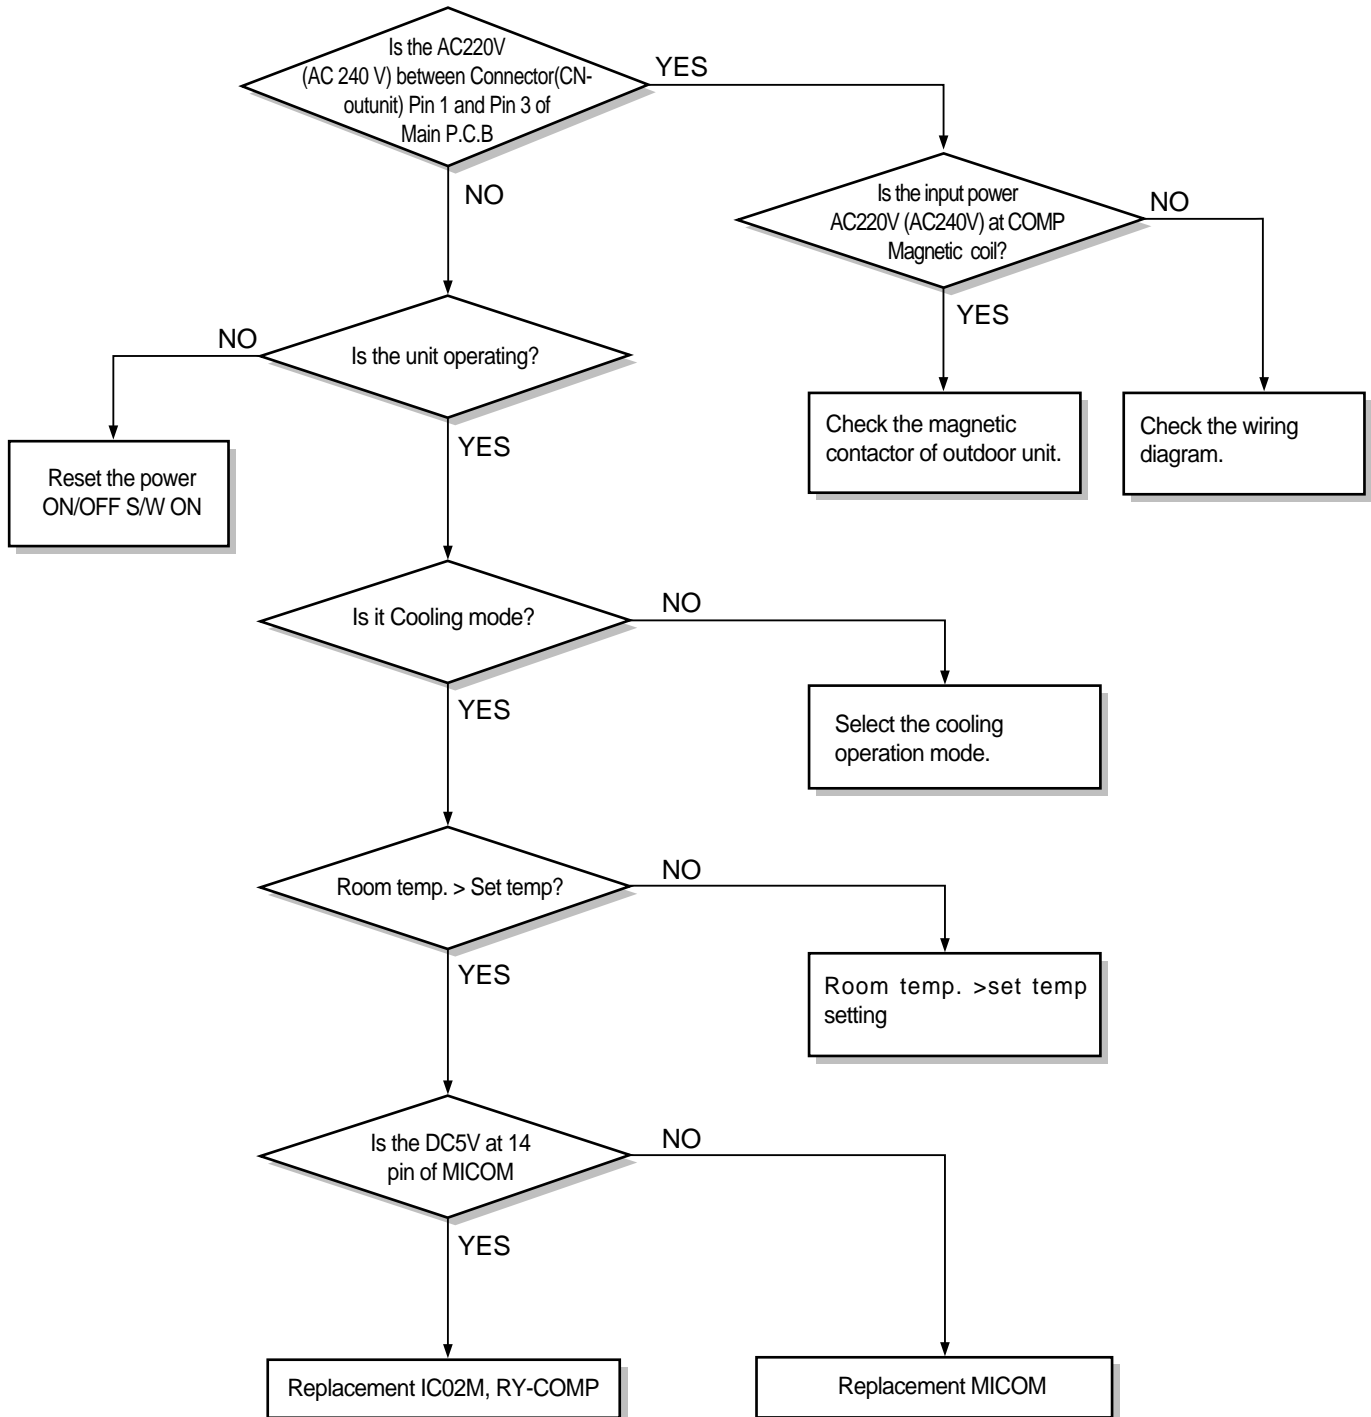 Is the AC220V
(AC 240 V) between Connector(CN-
outunit) Pin 1 and Pin 3 of
Main P.C.B
YES
NO
Is the input power
AC220V (AC240V) at COMP
Magnetic coil?
NO
YES
Is the unit operating?
NO
YES
Check the magnetic
contactor of outdoor unit.
Check the wiring
diagram.
Reset the power
ON/OFF S/W ON
Is it Cooling mode?
NO
YES
Select the cooling
operation mode.
Room temp. > Set temp?
NO
YES
Room temp. >set temp
setting
Is the DC5V at 14
pin of MICOM
NO
YES
Replacement IC02M, RY-COMP
Replacement MICOM